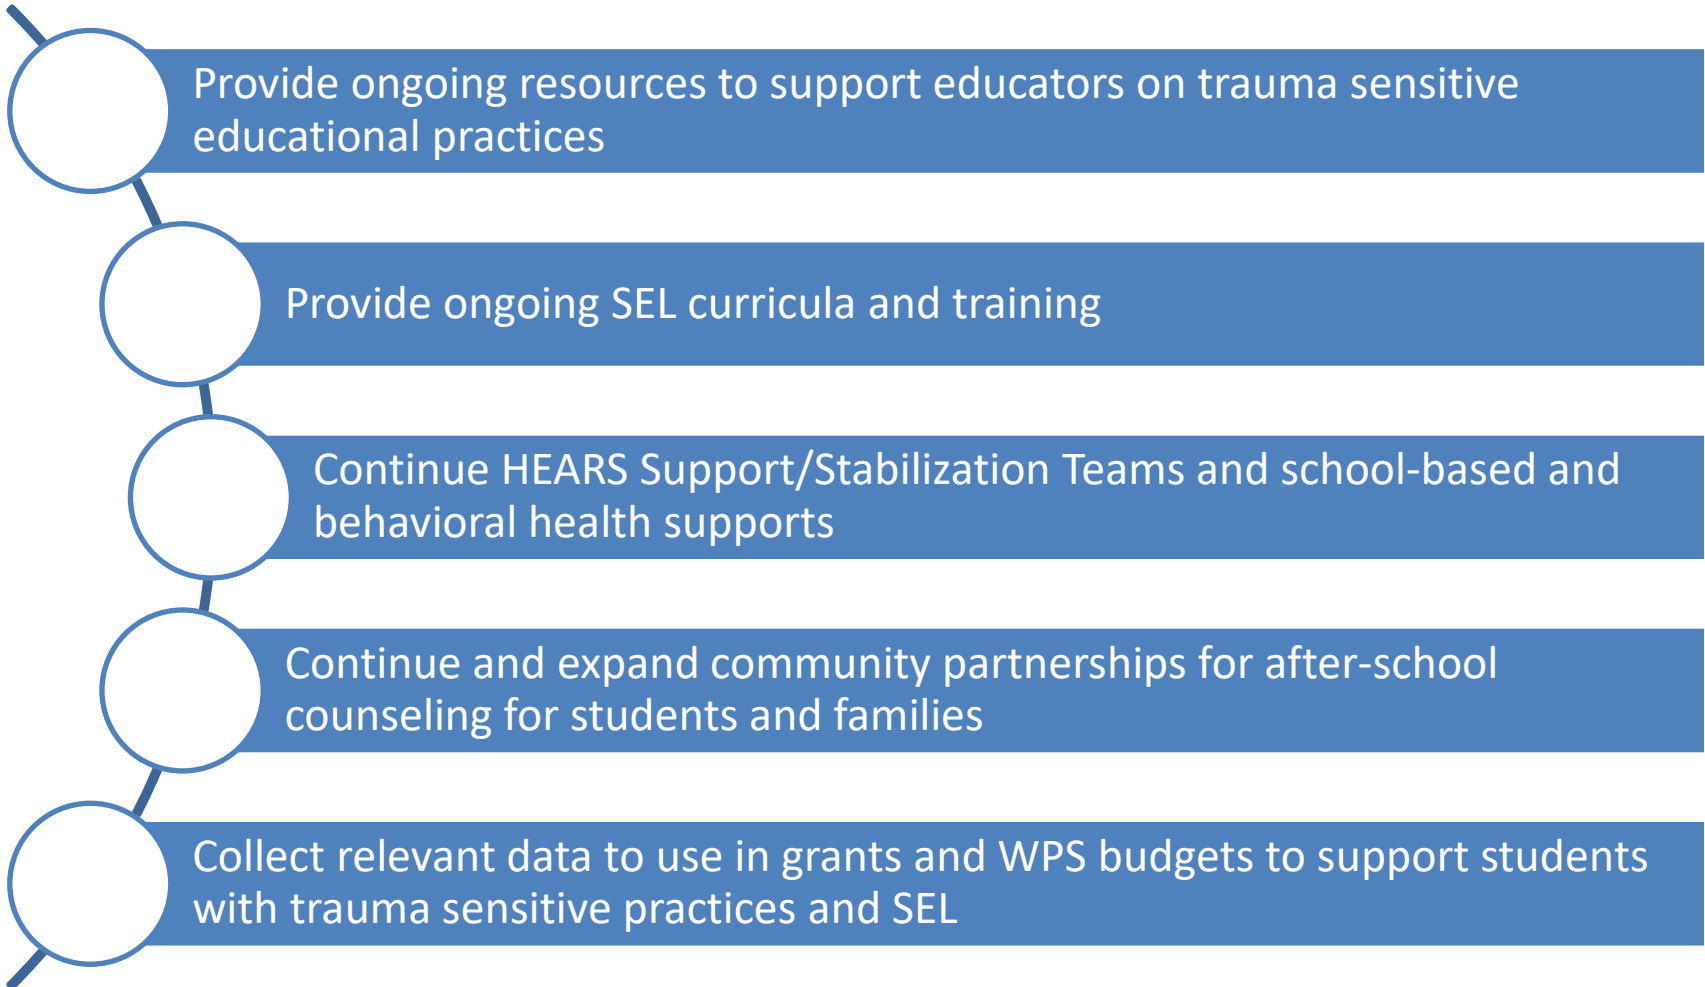 Provide ongoing resources to support educators on trauma sensitive
educational practices
Provide ongoing SEL curricula and training
Continue HEARS Support/Stabilization Teams and school-based and
behavioral health supports
Continue and expand community partnerships for after-school
counseling for students and families
Collect relevant data to use in grants and WPS budgets to support students
with trauma sensitive practices and SEL